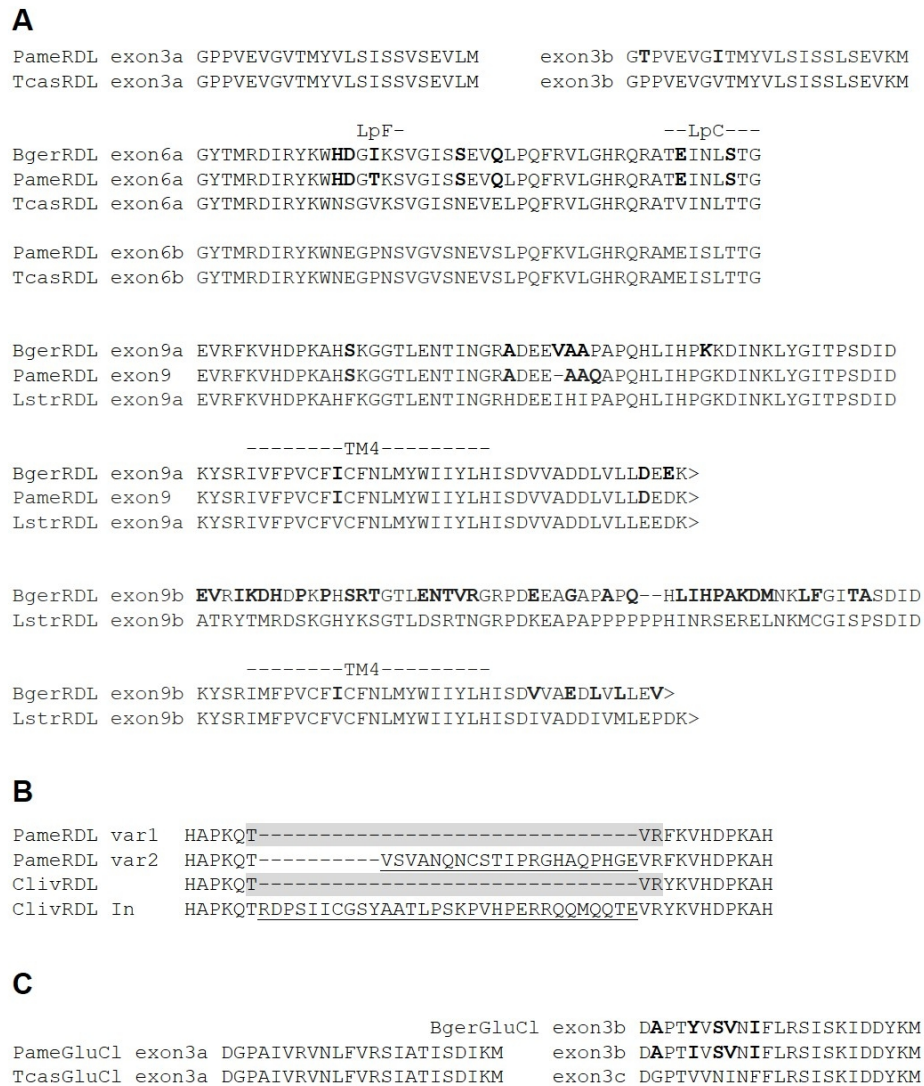 A
PameRDL exon3a GPPVEVGVTMYVLSISSVSEVLM exon3b GTPVEVGITMYVLSISSLSEVKM
TcasRDL exon3a GPPVEVGVTMYVLSISSVSEVLM exon3b GPPVEVGVTMYVLSISSLSEVKM
LpF- --LpC---
BgerRDL exon6a GYTMRDIRYKWHDGIKSVGISSEVQLPQFRVLGHRQRATEINLSTG
PameRDL exon6a GYTMRDIRYKWHDGTKSVGISSEVQLPQFRVLGHRQRATEINLSTG
TcasRDL exon6a GYTMRDIRYKWNSGVKSVGISNEVELPQFRVLGHRQRATVINLTTG
PameRDL exon6b GYTMRDIRYKWNEGPNSVGVSNEVSLPQFKVLGHRQRAMEISLTTG
TcasRDL exon6b GYTMRDIRYKWNEGPNSVGVSNEVSLPQFKVLGHRQRAMEISLTTG
BgerRDL exon9a EVRFKVHDPKAHSKGGTLENTINGRADEEVAAPAPQHLIHPKKDINKLYGITPSDID
PameRDL exon9 EVRFKVHDPKAHSKGGTLENTINGRADEE-AAQAPQHLIHPGKDINKLYGITPSDID
LstrRDL exon9a EVRFKVHDPKAHFKGGTLENTINGRHDEEIHIPAPQHLIHPGKDINKLYGITPSDID
--------TM4---------
BgerRDL exon9a KYSRIVFPVCFICFNLMYWIIYLHISDVVADDLVLLDEEK>
PameRDL exon9 KYSRIVFPVCFICFNLMYWIIYLHISDVVADDLVLLDEDK>
LstrRDL exon9a KYSRIVFPVCFVCFNLMYWIIYLHISDVVADDLVLLEEDK>
BgerRDL exon9b EVRIKDHDPKPHSRTGTLENTVRGRPDEEAGAPAPQ--HLIHPAKDMNKLFGITASDID
LstrRDL exon9b ATRYTMRDSKGHYKSGTLDSRTNGRPDKEAPAPPPPPPHINRSERELNKMCGISPSDID
--------TM4---------
BgerRDL exon9b KYSRIMFPVCFICFNLMYWIIYLHISDVVAEDLVLLEV>
LstrRDL exon9b KYSRIMFPVCFVCFNLMYWIIYLHISDIVADDIVMLEPDK>
B
PameRDL var1 HAPKQT--------------------------------VRFKVHDPKAH
PameRDL var2 HAPKQT----------VSVANQNCSTIPRGHAQPHGEVRFKVHDPKAH
ClivRDL HAPKQT--------------------------------VRYKVHDPKAH
ClivRDL In HAPKQTRDPSIICGSYAATLPSKPVHPERRQQMQQTEVRYKVHDPKAH
C
BgerGluCl exon3b DAPTYVSVNIFLRSISKIDDYKM
PameGluCl exon3a DGPAIVRVNLFVRSIATISDIKM exon3b DAPTIVSVNIFLRSISKIDDYKM
TcasGluCl exon3a DGPAIVRVNLFVRSIATISDIKM exon3c DGPTVVNINFFLRSISKIDDYKM